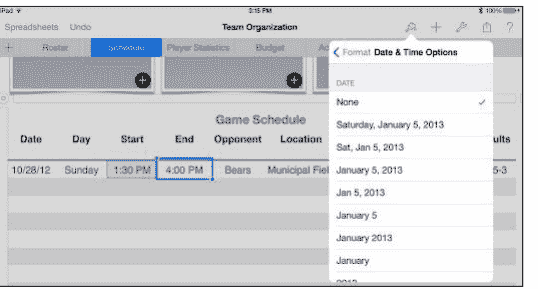 iPad
3:15 PM
100%
Spreadsheets Undo
Team Organization
?
+ Roster Schedule Player Statistics Budget
Format Date & Time Options
DATE
None ✓
Saturday, January 5, 2013
Sat, Jan 5, 2013
January 5, 2013
Jan 5, 2013
January 5
January 2013
January
2013
Game Schedule
Date Day Start End Opponent Location ults
10/28/12 Sunday 1:30 PM 4:00 PM Bears Municipal Fiel 5-3